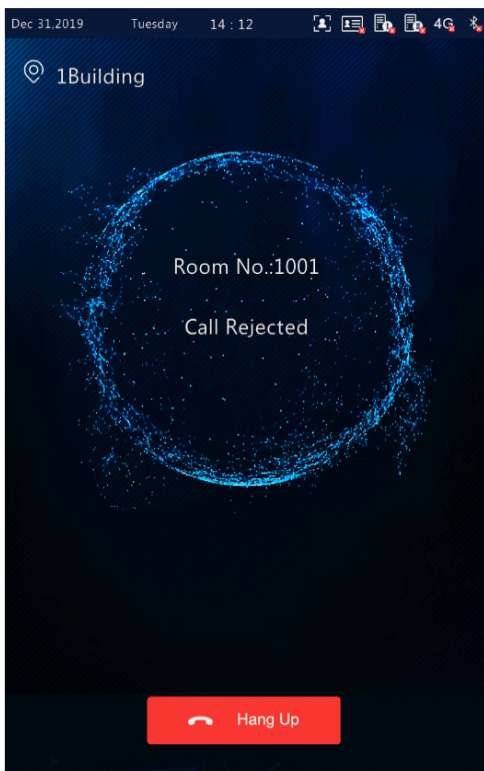 Dec 31,2019 Tuesday 14 : 12 4G
1Building
Room No.:1001
Call Rejected
Hang Up